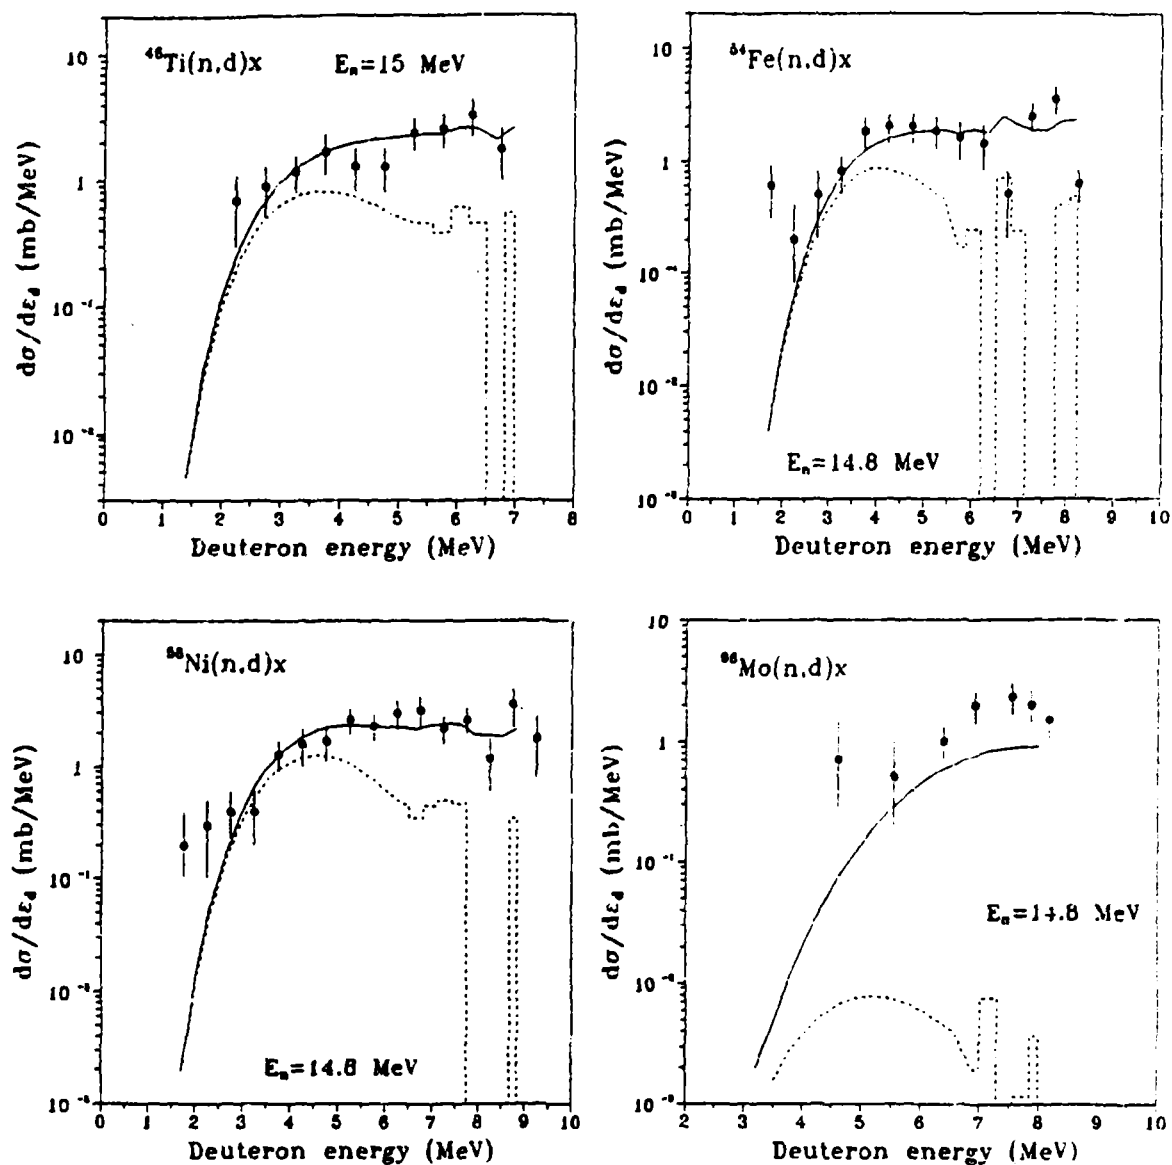 ⁴⁶Ti(n,d)x
Eₙ=15 MeV
10
1
10⁻¹
10⁻²
dσ/dε_d (mb/MeV)
0 1 2 3 4 5 6 7 8
Deuteron energy (MeV)
⁵⁴Fe(n,d)x
Eₙ=14.8 MeV
10
1
10⁻¹
10⁻²
10⁻³
dσ/dε_d (mb/MeV)
0 1 2 3 4 5 6 7 8 9 10
Deuteron energy (MeV)
⁵⁸Ni(n,d)x
Eₙ=14.8 MeV
10
1
10⁻¹
10⁻²
10⁻³
dσ/dε_d (mb/MeV)
0 1 2 3 4 5 6 7 8 9 10
Deuteron energy (MeV)
Mo(n,d)x
Eₙ=14.8 MeV
10
1
10⁻¹
10⁻²
10⁻³
dσ/dε_d (mb/MeV)
2 3 4 5 6 7 8 9 10
Deuteron energy (MeV)